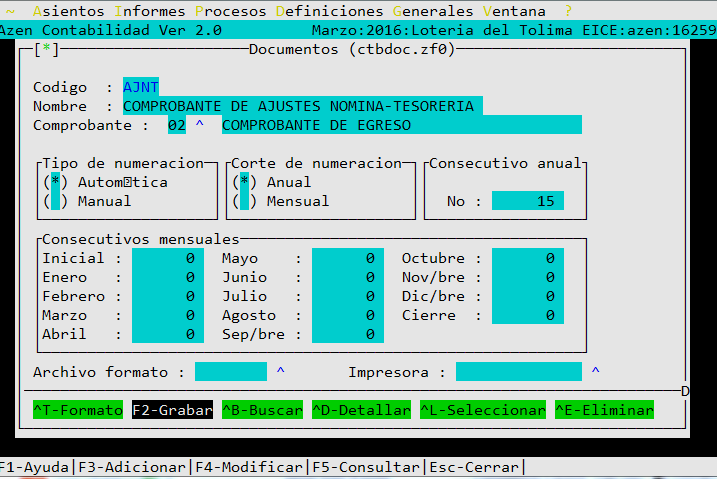 ~ Asientos Informes Procesos Definiciones Generales Ventana ?
Azen Contabilidad Ver 2.0 Marzo:2016:Loteria del Tolima EICE:azen:16259
[*] Documentos (ctbdoc.zf0)
Codigo : AJNT
Nombre : COMPROBANTE DE AJUSTES NOMINA-TESORERIA
Comprobante : 02 ^ COMPROBANTE DE EGRESO
Tipo de numeracion Corte de numeracion Consecutivo anual
(*) Autom�tica (*) Anual
( ) Manual ( ) Mensual No : 15
Consecutivos mensuales
Inicial : 0 Mayo : 0 Octubre : 0
Enero : 0 Junio : 0 Nov/bre : 0
Febrero : 0 Julio : 0 Dic/bre : 0
Marzo : 0 Agosto : 0 Cierre : 0
Abril : 0 Sep/bre : 0
Archivo formato : ^ Impresora : ^
D
^T-Formato F2-Grabar ^B-Buscar ^D-Detallar ^L-Seleccionar ^E-Eliminar
F1-Ayuda|F3-Adicionar|F4-Modificar|F5-Consultar|Esc-Cerrar|